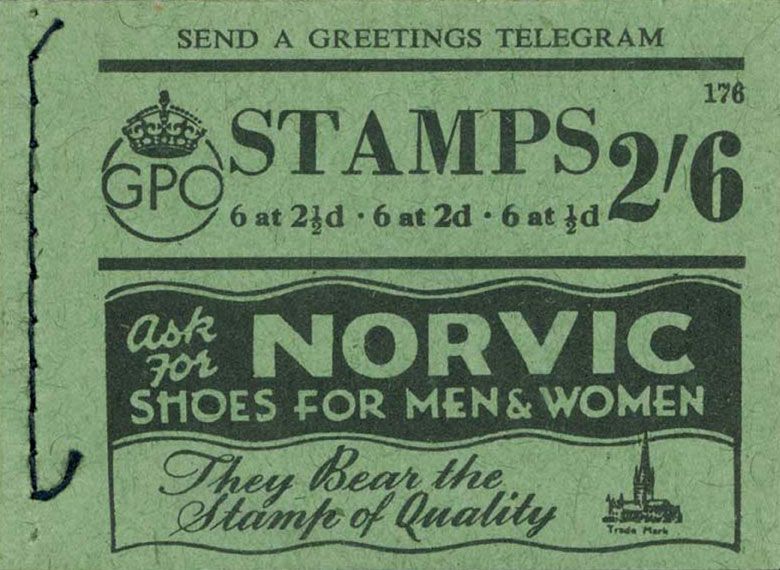 SEND A GREETINGS TELEGRAM
176
GPO
STAMPS 2/6
6 at 2½d · 6 at 2d · 6 at ½d
Ask
For NORVIC
SHOES FOR MEN & WOMEN
They Bear the
Stamp of Quality
Trade Mark